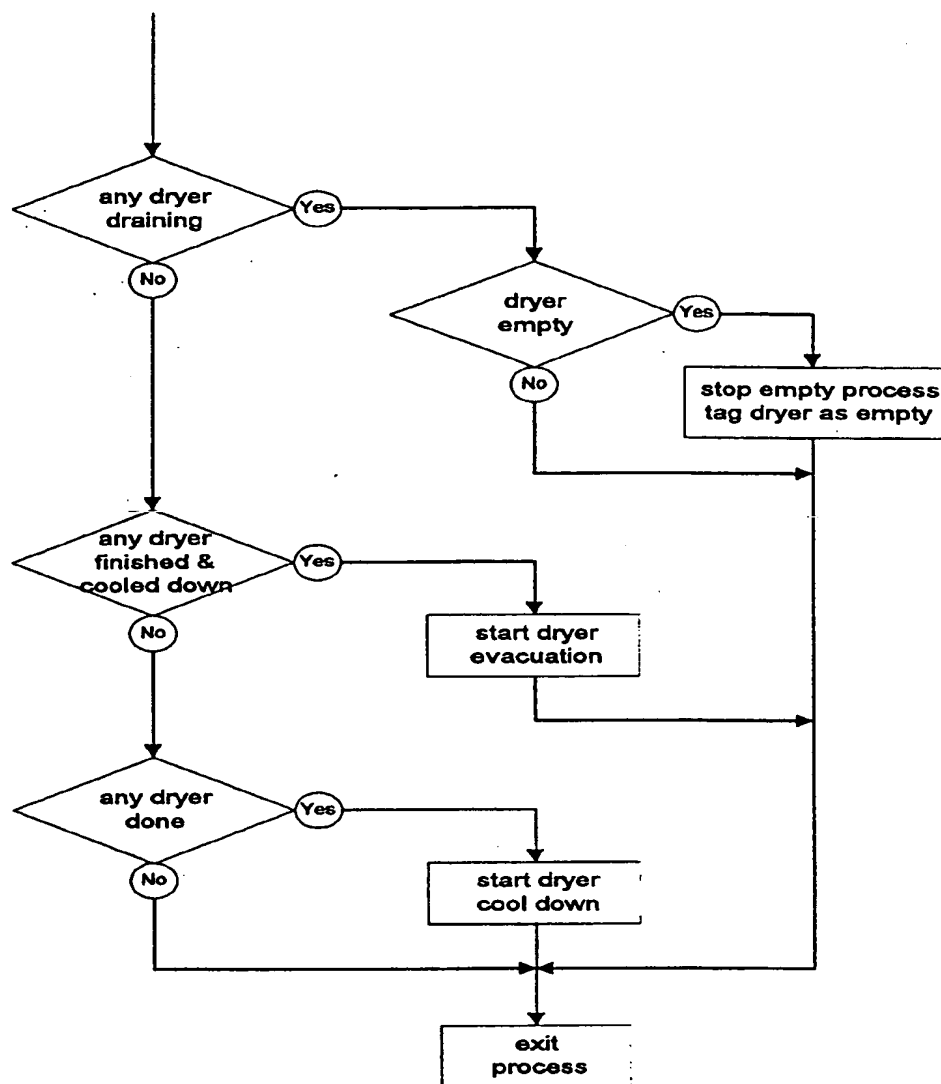 any dryer
draining
Yes
No
dryer
empty
Yes
No
stop empty process
tag dryer as empty
any dryer
finished &
cooled down
Yes
No
start dryer
evacuation
any dryer
done
Yes
No
start dryer
cool down
exit
process